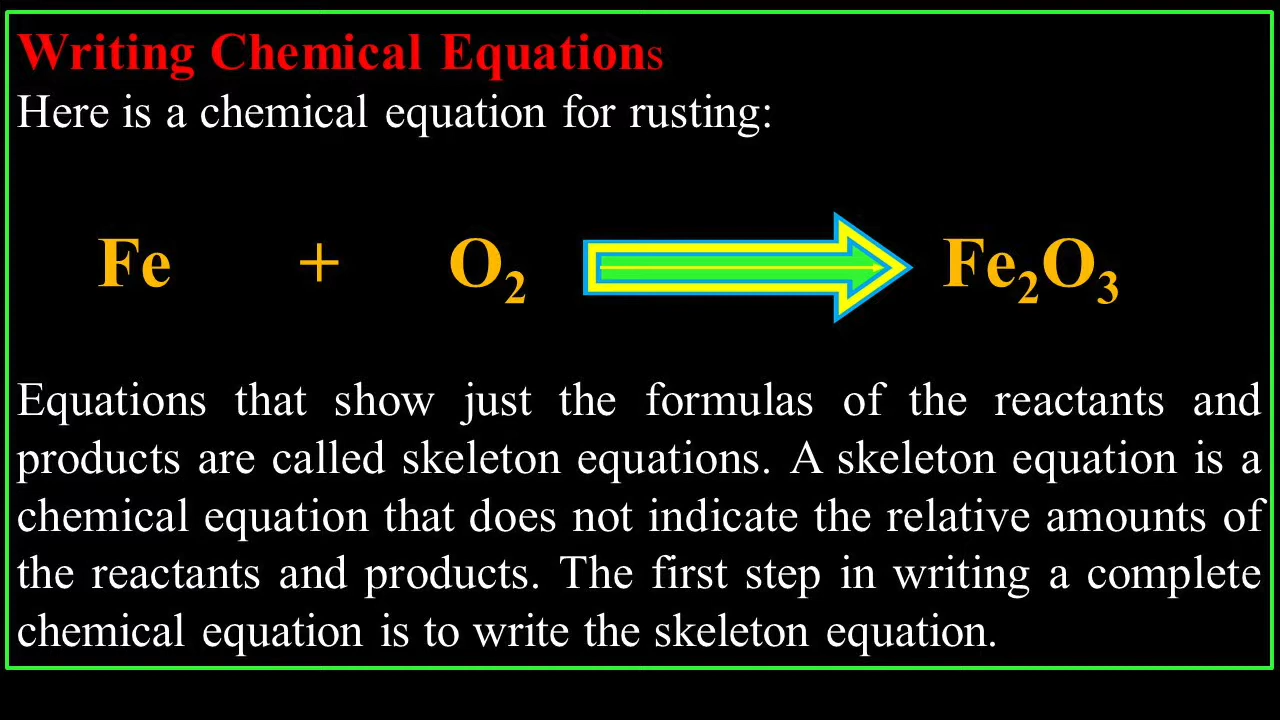 Writing Chemical Equations
Here is a chemical equation for rusting:
Fe + O₂ Fe₂O₃
Equations that show just the formulas of the reactants and
products are called skeleton equations. A skeleton equation is a
chemical equation that does not indicate the relative amounts of
the reactants and products. The first step in writing a complete
chemical equation is to write the skeleton equation.